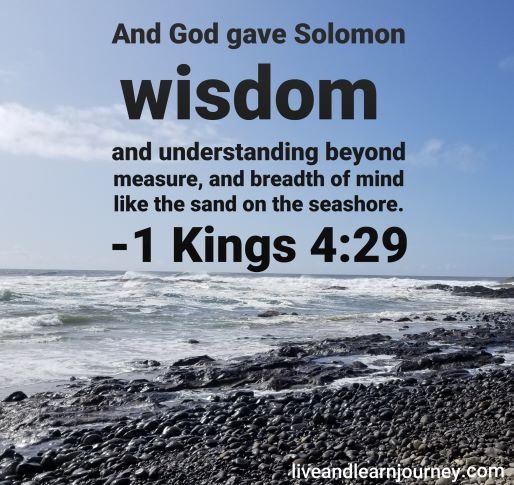 And God gave Solomon
wisdom
and understanding beyond
measure, and breadth of mind
like the sand on the seashore.
-1 Kings 4:29
liveandlearnjourney.com